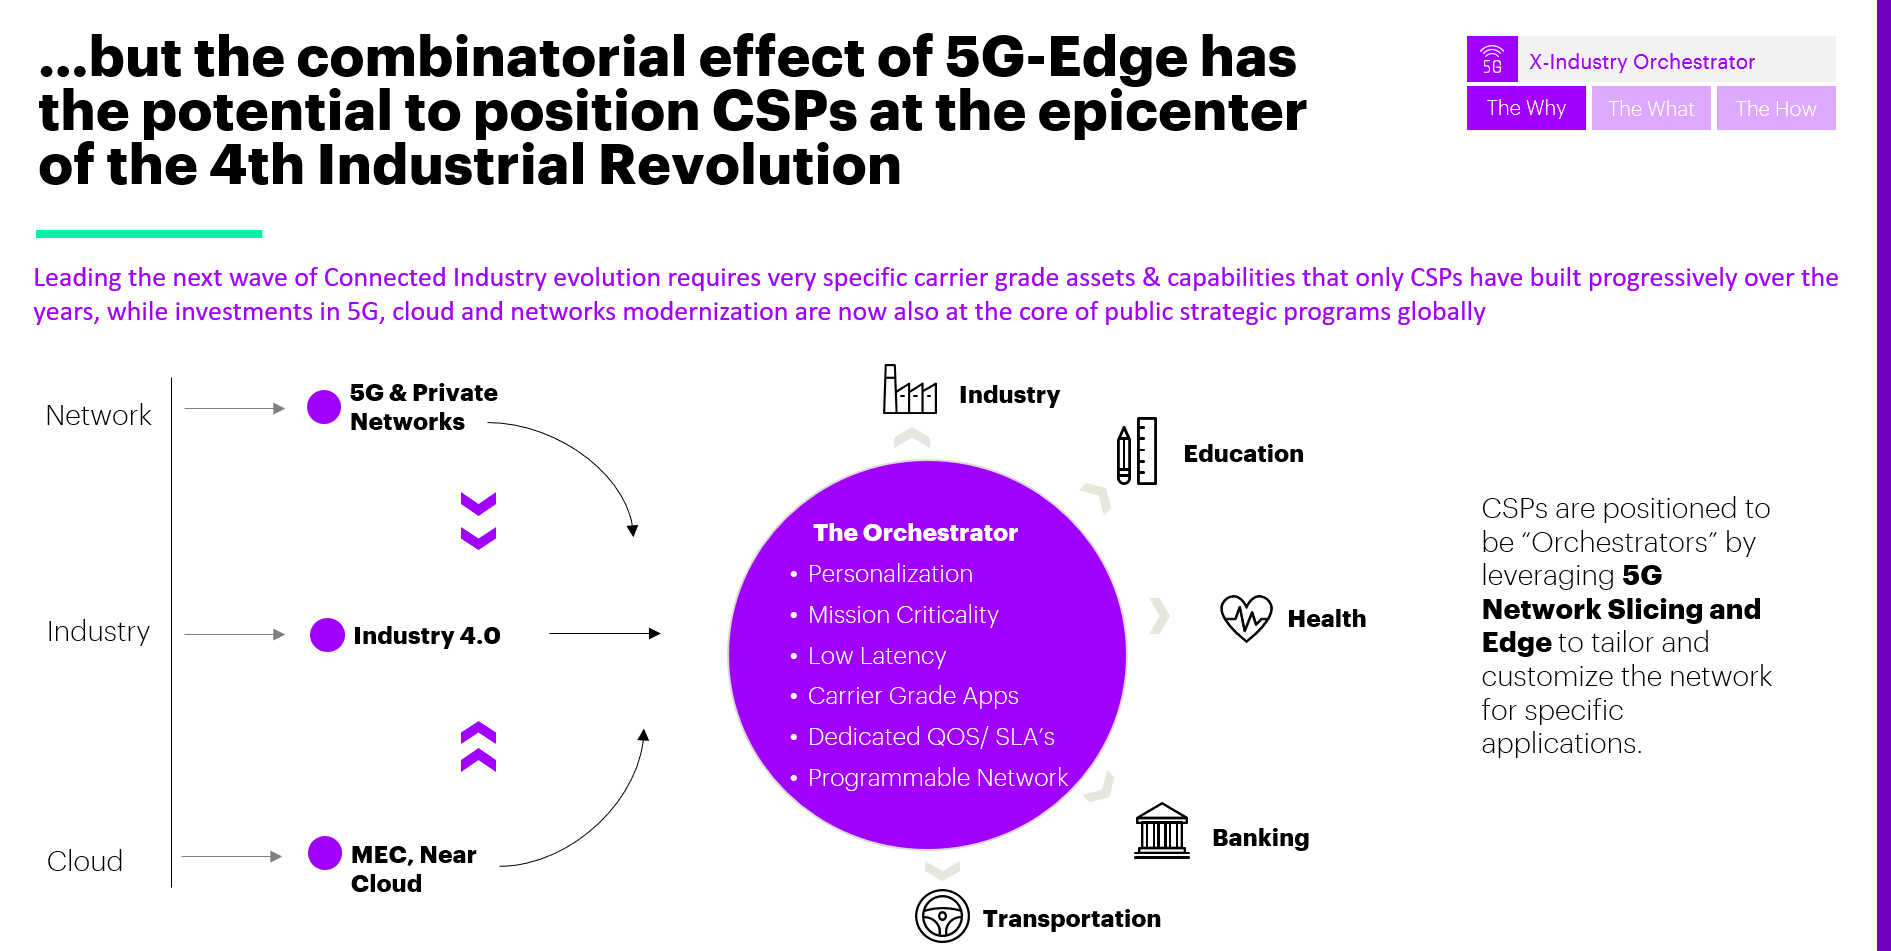 ...but the combinatorial effect of 5G-Edge has
the potential to position CSPs at the epicenter
of the 4th Industrial Revolution
5G
X-Industry Orchestrator
The Why
The What
The How
Leading the next wave of Connected Industry evolution requires very specific carrier grade assets & capabilities that only CSPs have built progressively over the
years, while investments in 5G, cloud and networks modernization are now also at the core of public strategic programs globally
Network
5G & Private
Networks
Industry
Industry 4.0
Cloud
MEC, Near
Cloud
The Orchestrator
• Personalization
• Mission Criticality
• Low Latency
• Carrier Grade Apps
• Dedicated QOS/ SLA’s
• Programmable Network
Industry
Education
Health
Banking
Transportation
CSPs are positioned to
be “Orchestrators” by
leveraging 5G
Network Slicing and
Edge to tailor and
customize the network
for specific
applications.